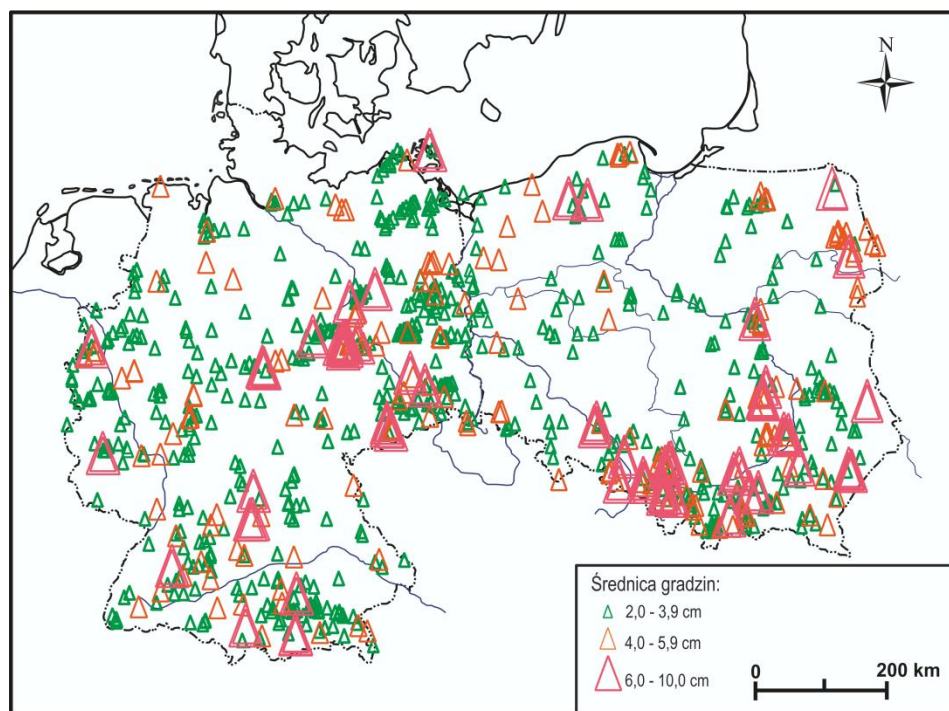 N
Średnica gradzin:
2,0 - 3,9 cm
4,0 - 5,9 cm
6,0 - 10,0 cm
0 200 km